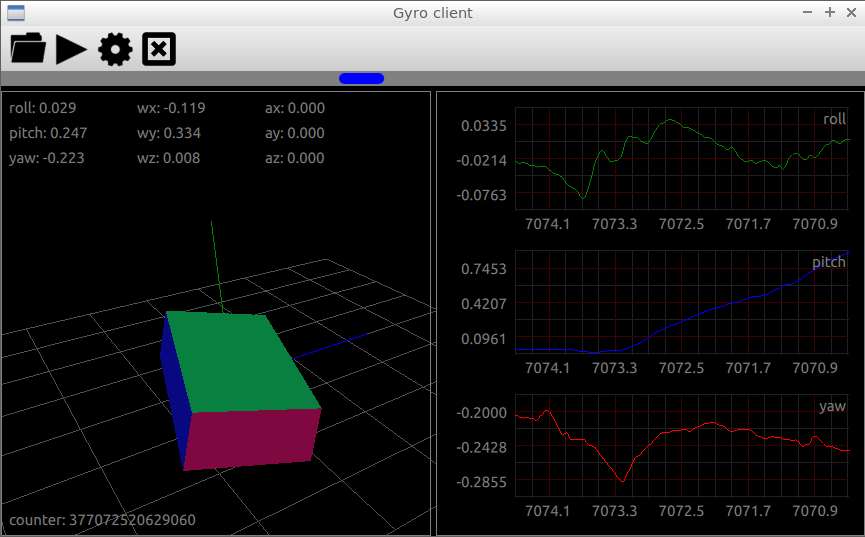 Gyro client
roll: 0.029 wx: -0.119 ax: 0.000
pitch: 0.247 wy: 0.334 ay: 0.000
yaw: -0.223 wz: 0.008 az: 0.000
counter: 377072520629060
roll
0.0335
-0.0214
-0.0763
7074.1 7073.3 7072.5 7071.7 7070.9
pitch
0.7453
0.4207
0.0961
7074.1 7073.3 7072.5 7071.7 7070.9
yaw
-0.2000
-0.2428
-0.2855
7074.1 7073.3 7072.5 7071.7 7070.9